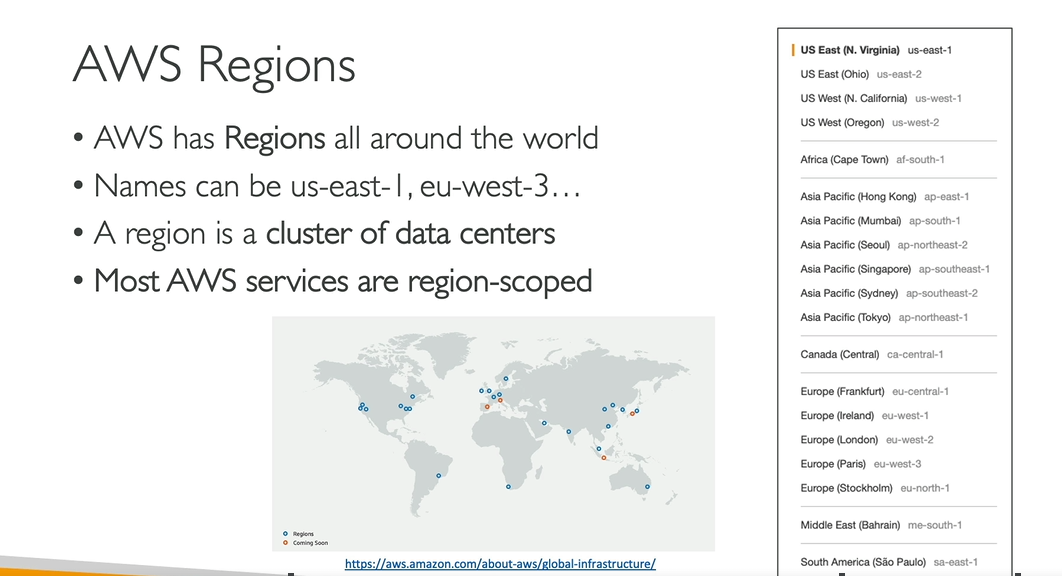 AWS Regions
• AWS has Regions all around the world
• Names can be us-east-1, eu-west-3…
• A region is a cluster of data centers
• Most AWS services are region-scoped
Regions
Coming Soon
https://aws.amazon.com/about-aws/global-infrastructure/
US East (N. Virginia) us-east-1
US East (Ohio) us-east-2
US West (N. California) us-west-1
US West (Oregon) us-west-2
Africa (Cape Town) af-south-1
Asia Pacific (Hong Kong) ap-east-1
Asia Pacific (Mumbai) ap-south-1
Asia Pacific (Seoul) ap-northeast-2
Asia Pacific (Singapore) ap-southeast-1
Asia Pacific (Sydney) ap-southeast-2
Asia Pacific (Tokyo) ap-northeast-1
Canada (Central) ca-central-1
Europe (Frankfurt) eu-central-1
Europe (Ireland) eu-west-1
Europe (London) eu-west-2
Europe (Paris) eu-west-3
Europe (Stockholm) eu-north-1
Middle East (Bahrain) me-south-1
South America (São Paulo) sa-east-1